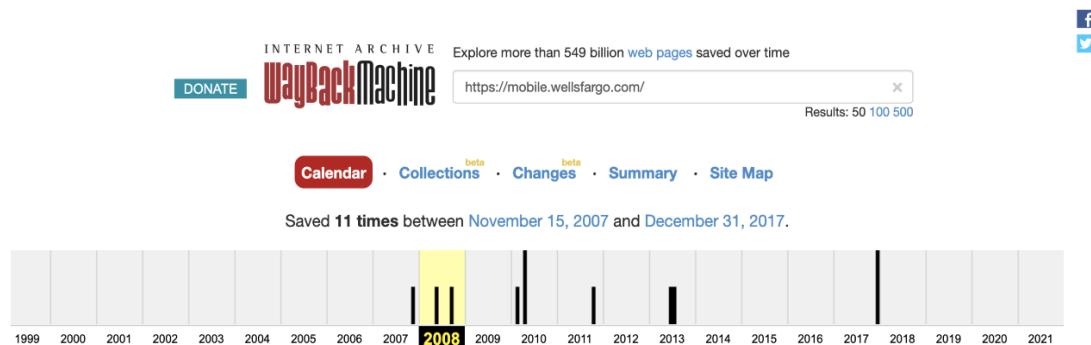 INTERNET ARCHIVE
WayBackMachine
DONATE
Explore more than 549 billion web pages saved over time
https://mobile.wellsfargo.com/ ×
Results: 50 100 500
Calendar · Collections beta · Changes beta · Summary · Site Map
Saved 11 times between November 15, 2007 and December 31, 2017.
1999 2000 2001 2002 2003 2004 2005 2006 2007 2008 2009 2010 2011 2012 2013 2014 2015 2016 2017 2018 2019 2020 2021